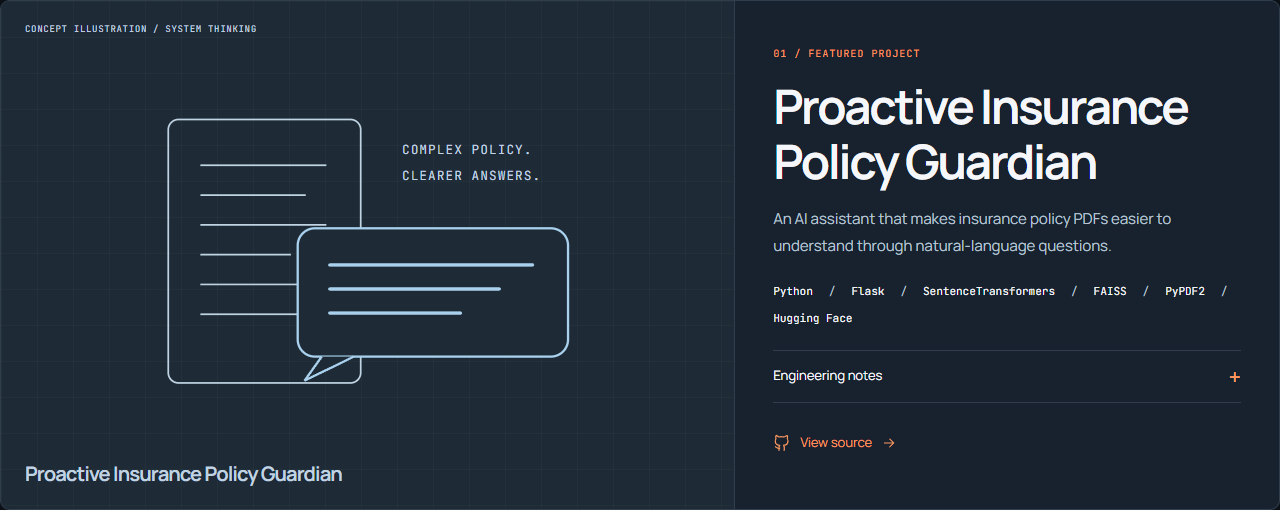 CONCEPT ILLUSTRATION / SYSTEM THINKING
COMPLEX POLICY.
CLEARER ANSWERS.
Proactive Insurance Policy Guardian
01 / FEATURED PROJECT
Proactive Insurance
Policy Guardian
An AI assistant that makes insurance policy PDFs easier to
understand through natural-language questions.
Python / Flask / SentenceTransformers / FAISS / PyPDF2 /
Hugging Face
Engineering notes +
View source →